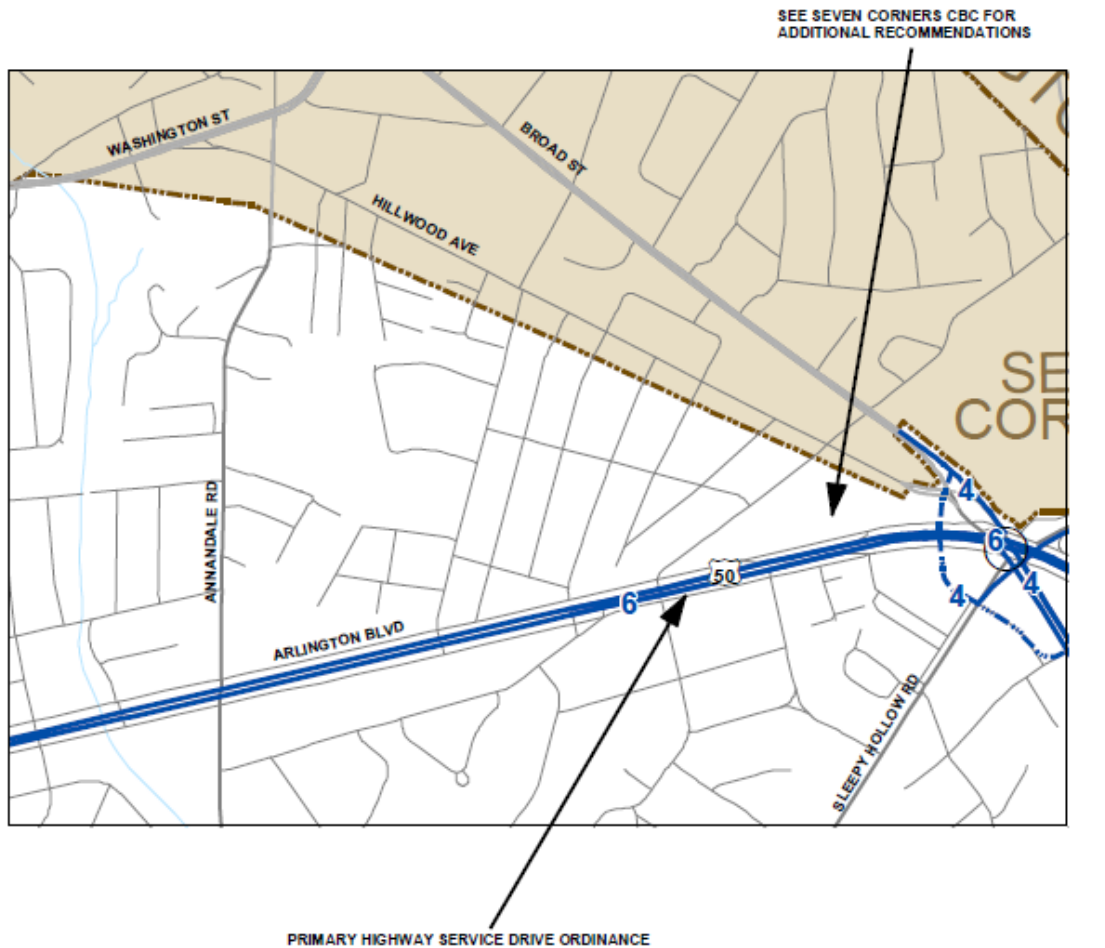 SEE SEVEN CORNERS CBC FOR
ADDITIONAL RECOMMENDATIONS
WASHINGTON ST
BROAD ST
HILLWOOD AVE
SE
COR
4
6
ANNANDALE RD
50
6
4
4
ARLINGTON BLVD
SLEEPY HOLLOW RD
PRIMARY HIGHWAY SERVICE DRIVE ORDINANCE